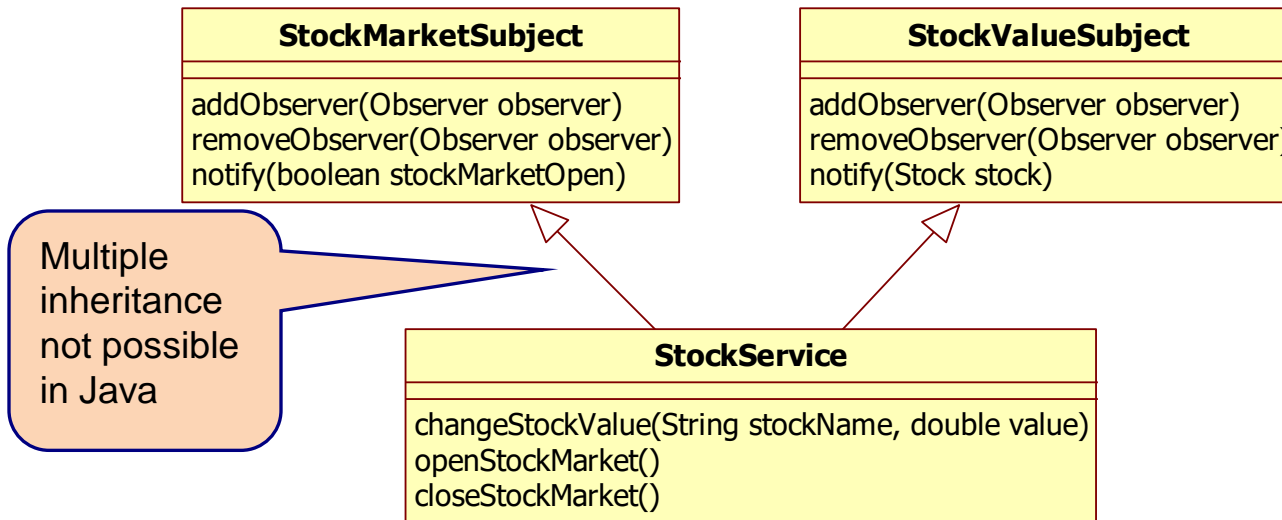 StockMarketSubject
addObserver(Observer observer)
removeObserver(Observer observer)
notify(boolean stockMarketOpen)
StockValueSubject
addObserver(Observer observer)
removeObserver(Observer observer)
notify(Stock stock)
Multiple
inheritance
not possible
in Java
StockService
changeStockValue(String stockName, double value)
openStockMarket()
closeStockMarket()